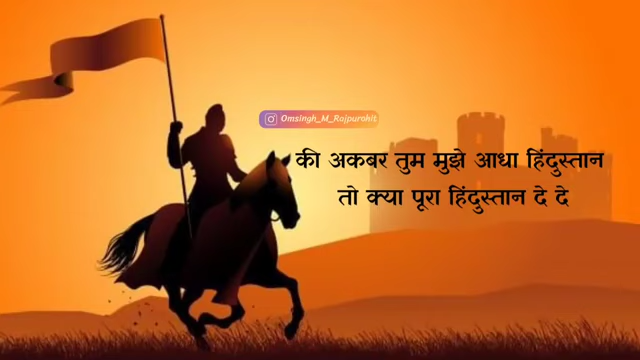 Omsingh_M_Rajpurohit
की अकबर तुम मुझे आधा हिंदुस्तान
तो क्या पूरा हिंदुस्तान दे दे